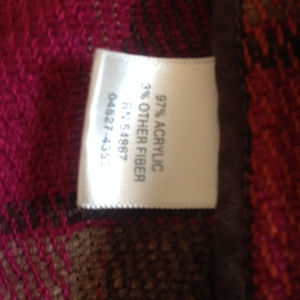 97% ACRYLIC
3% OTHER FIBER
RN 54867